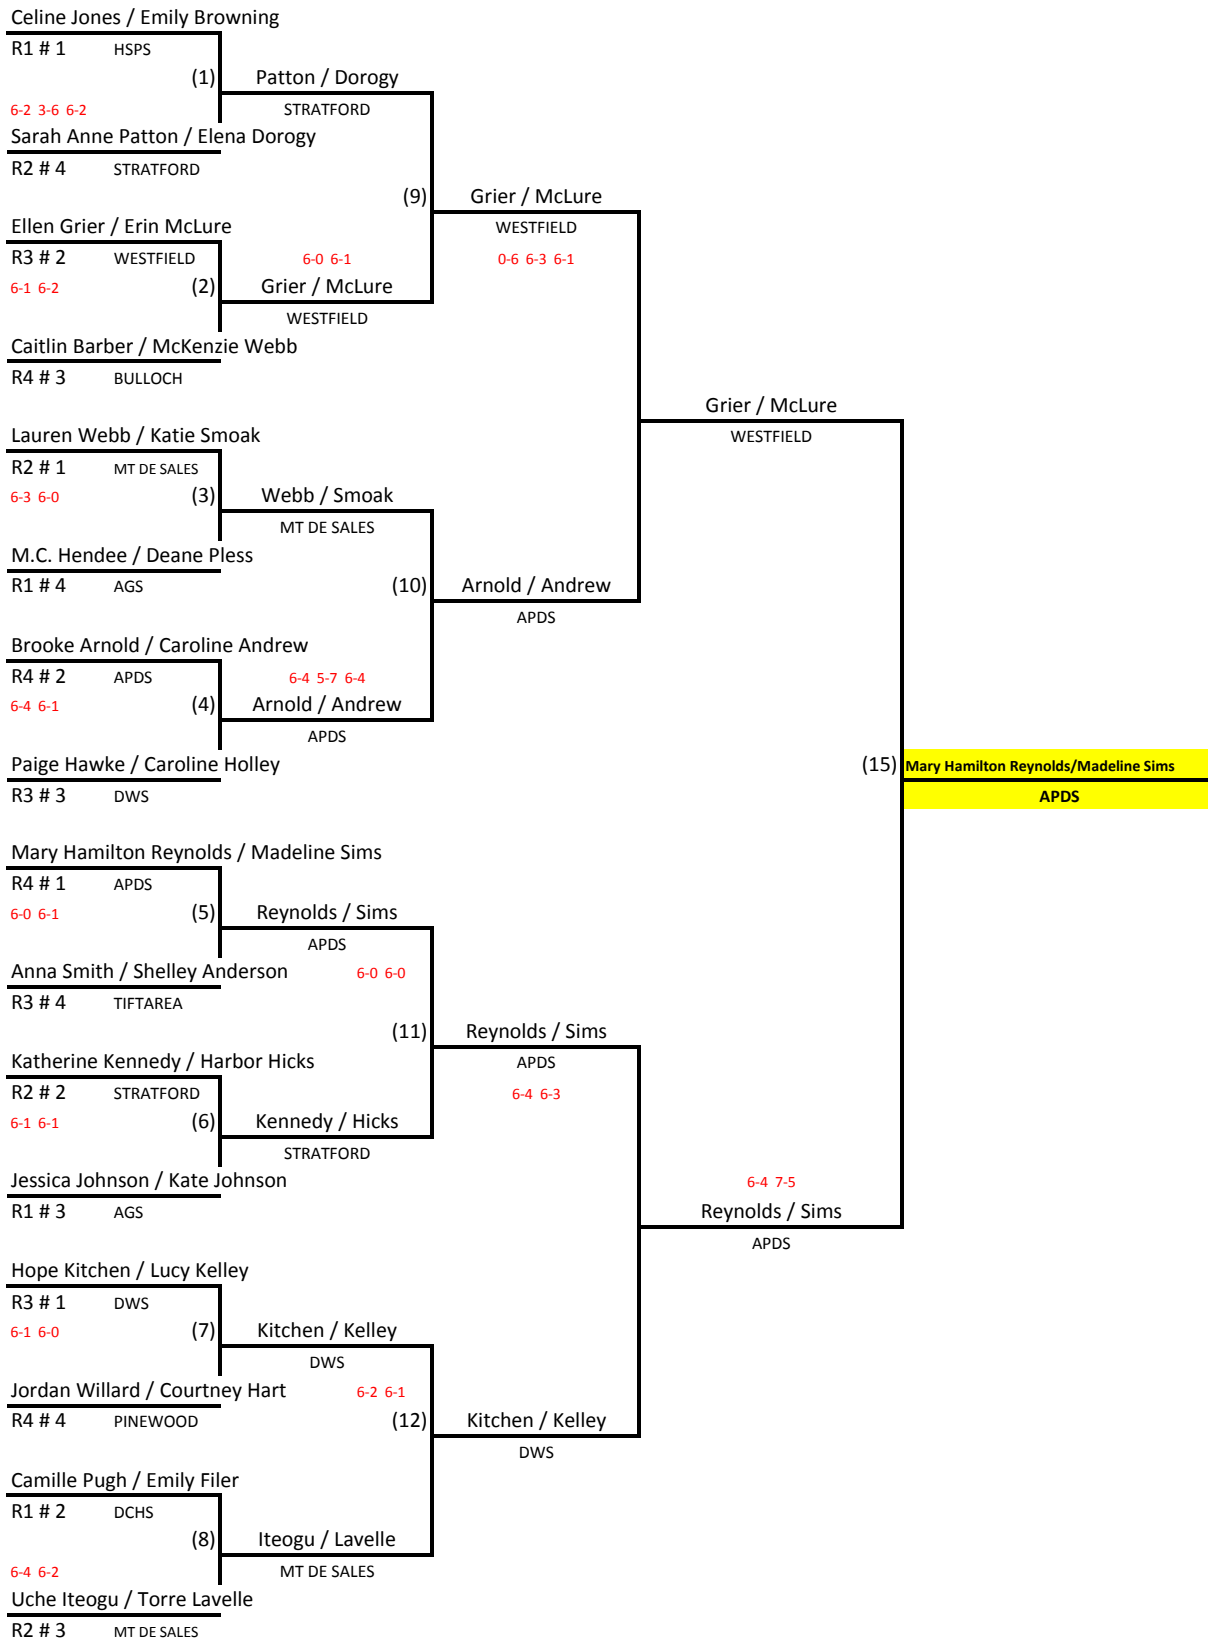 Celine Jones / Emily Browning
R1 # 1 HSPS
(1) Patton / Dorogy
6-2 3-6 6-2 STRATFORD
Sarah Anne Patton / Elena Dorogy
R2 # 4 STRATFORD
(9) Grier / McLure
Ellen Grier / Erin McLure WESTFIELD
R3 # 2 WESTFIELD 6-0 6-1 0-6 6-3 6-1
6-1 6-2 (2) Grier / McLure
WESTFIELD
Caitlin Barber / McKenzie Webb
R4 # 3 BULLOCH
Grier / McLure
Lauren Webb / Katie Smoak WESTFIELD
R2 # 1 MT DE SALES
6-3 6-0 (3) Webb / Smoak
MT DE SALES
M.C. Hendee / Deane Pless
R1 # 4 AGS (10) Arnold / Andrew
APDS
Brooke Arnold / Caroline Andrew
R4 # 2 APDS 6-4 5-7 6-4
6-4 6-1 (4) Arnold / Andrew
APDS
Paige Hawke / Caroline Holley (15) Mary Hamilton Reynolds/Madeline Sims
R3 # 3 DWS APDS
Mary Hamilton Reynolds / Madeline Sims
R4 # 1 APDS
6-0 6-1 (5) Reynolds / Sims
APDS
Anna Smith / Shelley Anderson 6-0 6-0
R3 # 4 TIFTAREA
(11) Reynolds / Sims
Katherine Kennedy / Harbor Hicks APDS
R2 # 2 STRATFORD 6-4 6-3
6-1 6-1 (6) Kennedy / Hicks
STRATFORD
Jessica Johnson / Kate Johnson 6-4 7-5
R1 # 3 AGS Reynolds / Sims
APDS
Hope Kitchen / Lucy Kelley
R3 # 1 DWS
6-1 6-0 (7) Kitchen / Kelley
DWS
Jordan Willard / Courtney Hart 6-2 6-1
R4 # 4 PINEWOOD (12) Kitchen / Kelley
DWS
Camille Pugh / Emily Filer
R1 # 2 DCHS
(8) Iteogu / Lavelle
6-4 6-2 MT DE SALES
Uche Iteogu / Torre Lavelle
R2 # 3 MT DE SALES